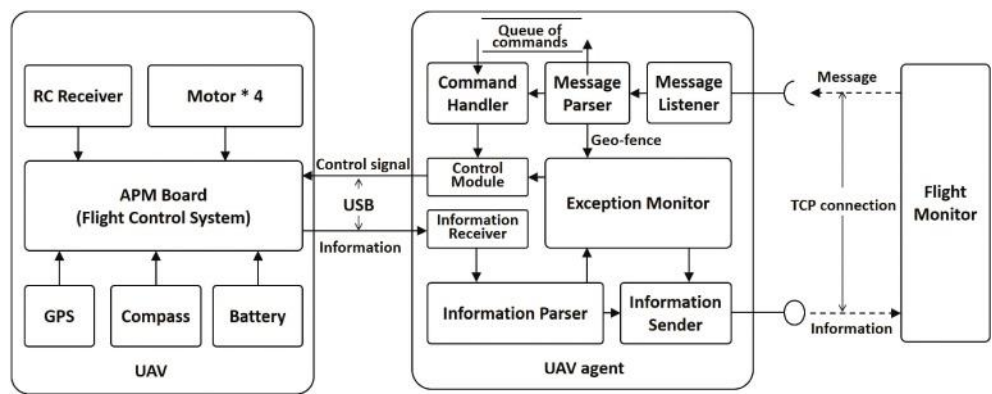 RC Receiver
Motor * 4
APM Board
(Flight Control System)
GPS
Compass
Battery
UAV
Control signal
USB
Information
Queue of
commands
Command
Handler
Message
Parser
Message
Listener
Geo-fence
Control
Module
Exception Monitor
Information
Receiver
Information Parser
Information
Sender
UAV agent
Message
TCP connection
Information
Flight
Monitor